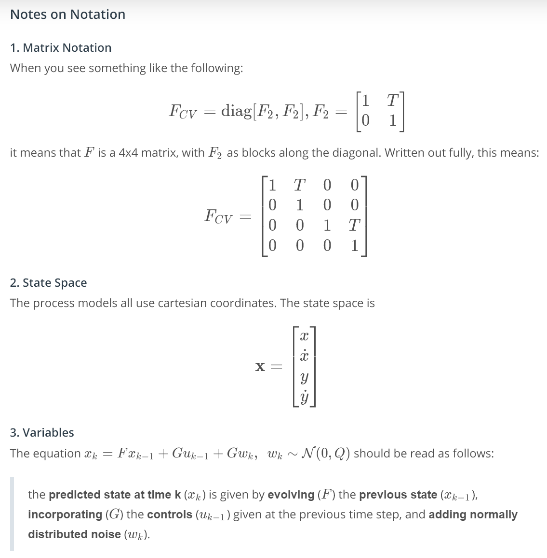 Notes on Notation
1. Matrix Notation
When you see something like the following:
F_{CV} = diag[F_2, F_2], F_2 = [1 T
0 1]
it means that F is a 4x4 matrix, with F_2 as blocks along the diagonal. Written out fully, this means:
F_{CV} = [1 T 0 0
0 1 0 0
0 0 1 T
0 0 0 1]
2. State Space
The process models all use cartesian coordinates. The state space is
x = [x
ẋ
y
ẏ]
3. Variables
The equation x_k = Fx_{k−1} + Gu_{k−1} + Gw_k, w_k ∼ 𝒩(0, Q) should be read as follows:
the predicted state at time k (x_k) is given by evolving (F) the previous state (x_{k−1}),
incorporating (G) the controls (u_{k−1}) given at the previous time step, and adding normally
distributed noise (w_k).